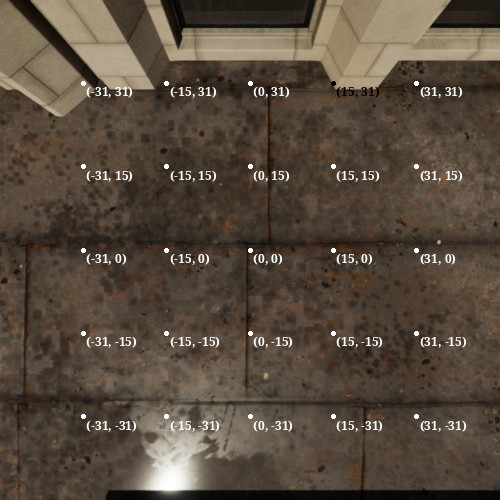 (-31, 31) (-15, 31) (0, 31) (15, 31) (31, 31)
(-31, 15) (-15, 15) (0, 15) (15, 15) (31, 15)
(-31, 0) (-15, 0) (0, 0) (15, 0) (31, 0)
(-31, -15) (-15, -15) (0, -15) (15, -15) (31, -15)
(-31, -31) (-15, -31) (0, -31) (15, -31) (31, -31)